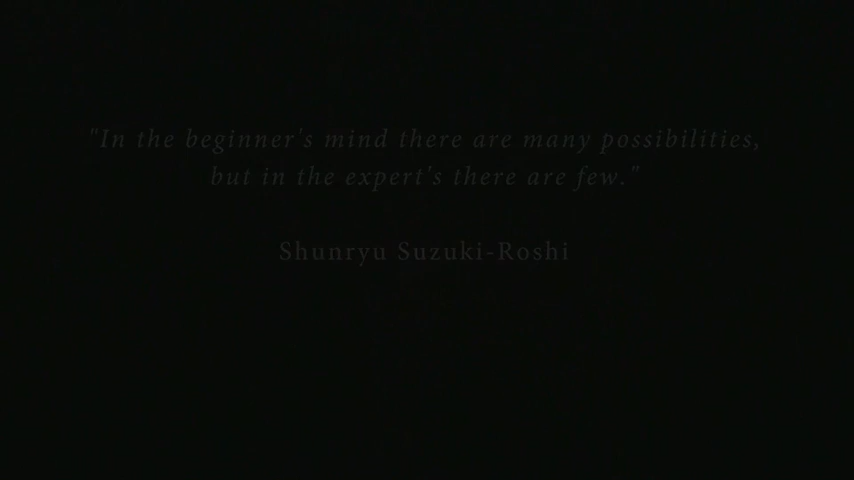 "In the beginner's mind there are many possibilities,
but in the expert's there are few."
Shunryu Suzuki-Roshi